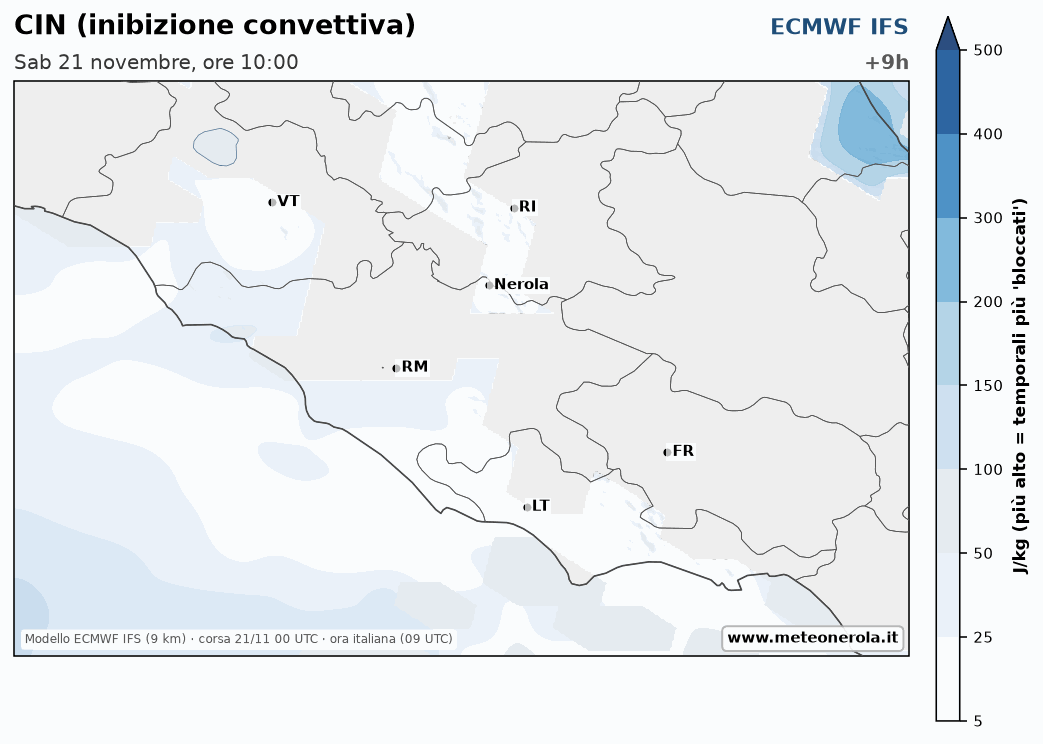 CIN (inibizione convettiva)
ECMWF IFS
Sab 21 novembre, ore 10:00
+9h
500
400
300
200
150
100
50
25
5
J/kg (più alto = temporali più 'bloccati')
VT
RI
Nerola
RM
FR
LT
Modello ECMWF IFS (9 km) · corsa 21/11 00 UTC · ora italiana (09 UTC)
www.meteonerola.it